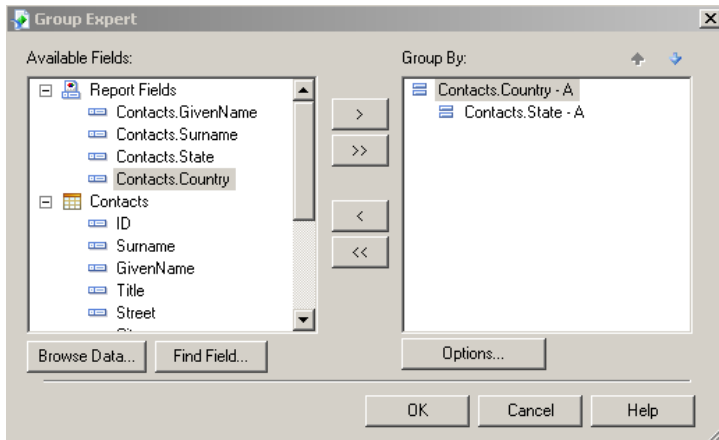 Group Expert
Available Fields:
Report Fields
Contacts.GivenName
Contacts.Surname
Contacts.State
Contacts.Country
Contacts
ID
Surname
GivenName
Title
Street
Browse Data...
Find Field...
>
>>
<
<<
Group By:
Contacts.Country - A
Contacts.State - A
Options...
OK
Cancel
Help